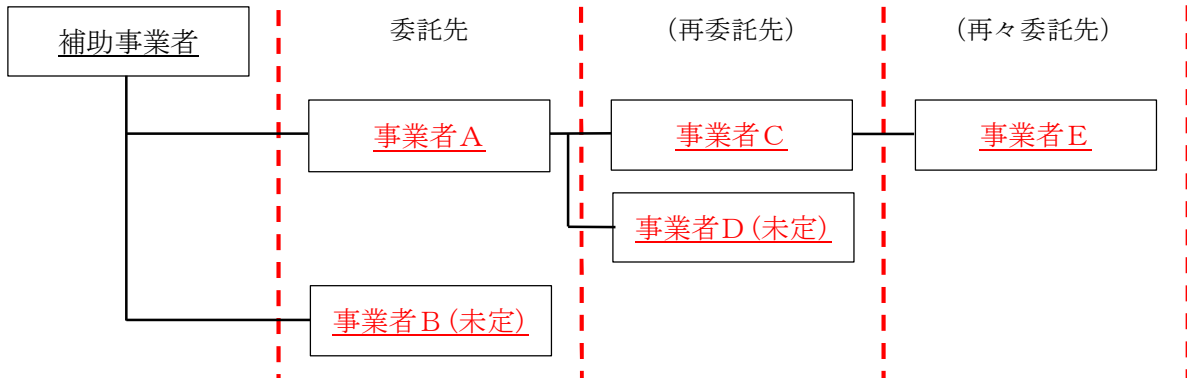 補助事業者
委託先
(再委託先)
(再々委託先)
事業者A
事業者C
事業者E
事業者D(未定)
事業者B(未定)